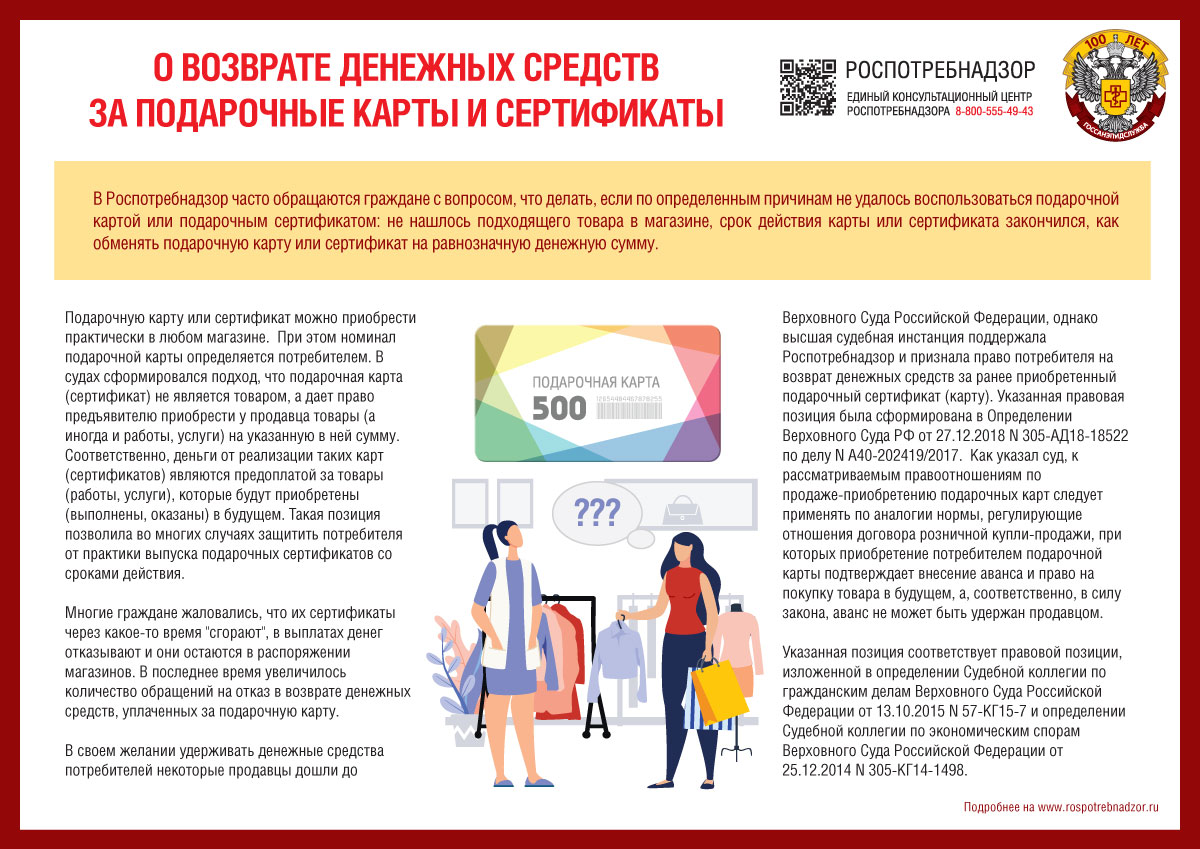 О ВОЗВРАТЕ ДЕНЕЖНЫХ СРЕДСТВ
ЗА ПОДАРОЧНЫЕ КАРТЫ И СЕРТИФИКАТЫ
РОСПОТРЕБНАДЗОР
ЕДИНЫЙ КОНСУЛЬТАЦИОННЫЙ ЦЕНТР
РОСПОТРЕБНАДЗОРА 8-800-555-49-43
100 ЛЕТ
ГОССАНЭПИДСЛУЖБА
В Роспотребнадзор часто обращаются граждане с вопросом, что делать, если по определенным причинам не удалось воспользоваться подарочной
картой или подарочным сертификатом: не нашлось подходящего товара в магазине, срок действия карты или сертификата закончился, как
обменять подарочную карту или сертификат на равнозначную денежную сумму.
Подарочную карту или сертификат можно приобрести
практически в любом магазине. При этом номинал
подарочной карты определяется потребителем. В
судах сформировался подход, что подарочная карта
(сертификат) не является товаром, а дает право
предъявителю приобрести у продавца товары (а
иногда и работы, услуги) на указанную в ней сумму.
Соответственно, деньги от реализации таких карт
(сертификатов) являются предоплатой за товары
(работы, услуги), которые будут приобретены
(выполнены, оказаны) в будущем. Такая позиция
позволила во многих случаях защитить потребителя
от практики выпуска подарочных сертификатов со
сроками действия.
Многие граждане жаловались, что их сертификаты
через какое-то время "сгорают", в выплатах денег
отказывают и они остаются в распоряжении
магазинов. В последнее время увеличилось
количество обращений на отказ в возврате денежных
средств, уплаченных за подарочную карту.
В своем желании удерживать денежные средства
потребителей некоторые продавцы дошли до
ПОДАРОЧНАЯ КАРТА
500
???
Верховного Суда Российской Федерации, однако
высшая судебная инстанция поддержала
Роспотребнадзор и признала право потребителя на
возврат денежных средств за ранее приобретенный
подарочный сертификат (карту). Указанная правовая
позиция была сформирована в Определении
Верховного Суда РФ от 27.12.2018 N 305-АД18-18522
по делу N А40-202419/2017. Как указал суд, к
рассматриваемым правоотношениям по
продаже-приобретению подарочных карт следует
применять по аналогии нормы, регулирующие
отношения договора розничной купли-продажи, при
которых приобретение потребителем подарочной
карты подтверждает внесение аванса и право на
покупку товара в будущем, а, соответственно, в силу
закона, аванс не может быть удержан продавцом.
Указанная позиция соответствует правовой позиции,
изложенной в определении Судебной коллегии по
гражданским делам Верховного Суда Российской
Федерации от 13.10.2015 N 57-КГ15-7 и определении
Судебной коллегии по экономическим спорам
Верховного Суда Российской Федерации от
25.12.2014 N 305-КГ14-1498.
Подробнее на www.rospotrebnadzor.ru